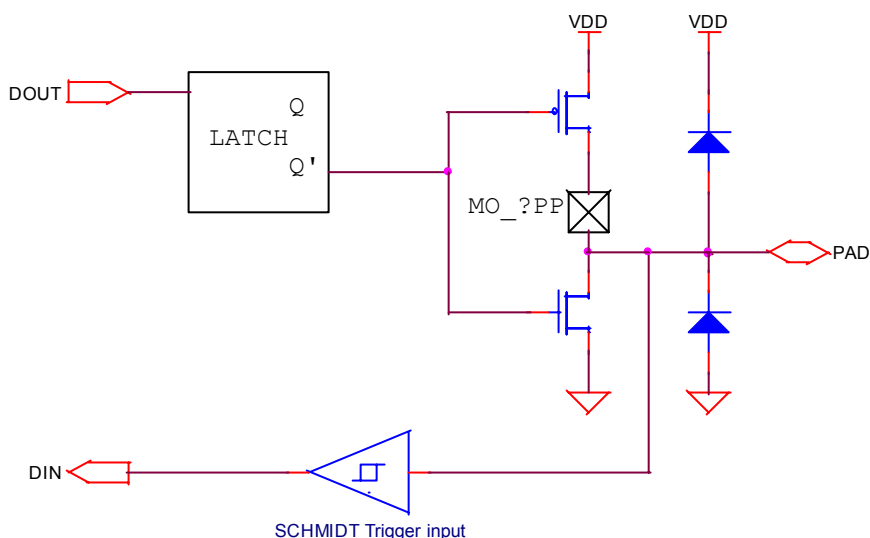 VDD
VDD
DOUT
Q
LATCH
Q'
MO_?PP
PAD
DIN
SCHMIDT Trigger input